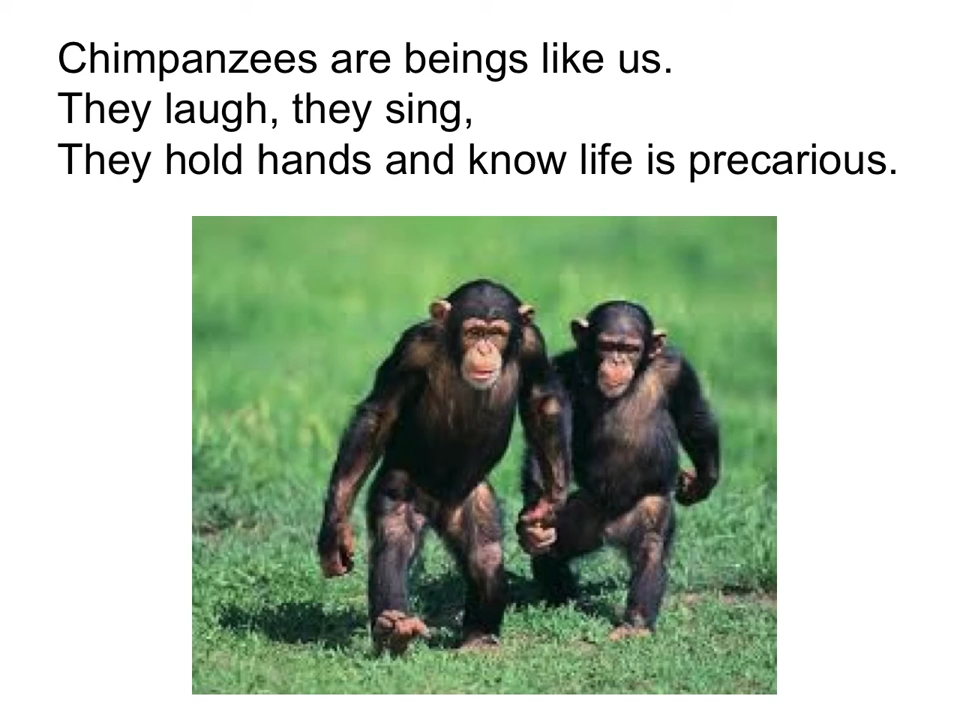 Chimpanzees are beings like us.
They laugh, they sing,
They hold hands and know life is precarious.